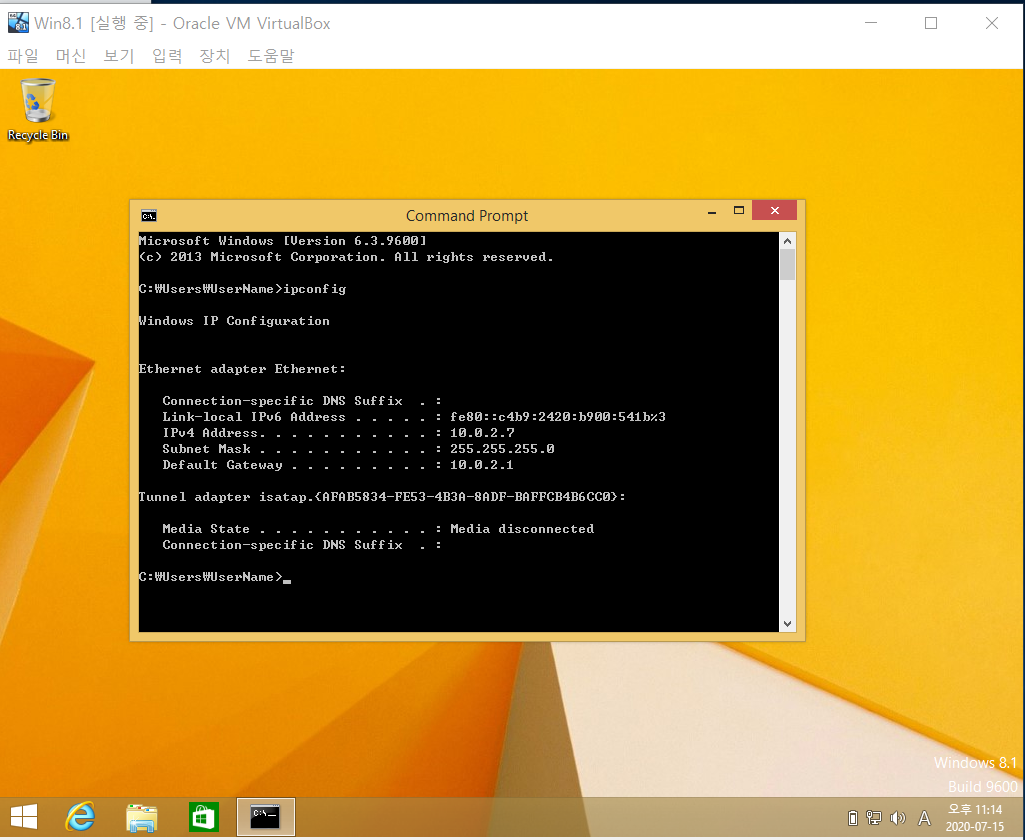 Win8.1 [실행 중] - Oracle VM VirtualBox
파일 머신 보기 입력 장치 도움말
Recycle Bin
Command Prompt
Microsoft Windows [Version 6.3.9600]
(c) 2013 Microsoft Corporation. All rights reserved.
C:₩Users₩UserName>ipconfig
Windows IP Configuration
Ethernet adapter Ethernet:
Connection-specific DNS Suffix . :
Link-local IPv6 Address . . . . . : fe80::c4b9:2420:b900:541b%3
IPv4 Address. . . . . . . . . . . : 10.0.2.7
Subnet Mask . . . . . . . . . . . : 255.255.255.0
Default Gateway . . . . . . . . . : 10.0.2.1
Tunnel adapter isatap.{AFAB5834-FE53-4B3A-8ADF-BAFFCB4B6CC0}:
Media State . . . . . . . . . . . : Media disconnected
Connection-specific DNS Suffix . :
C:₩Users₩UserName>_
Windows 8.1
Build 9600
A
오후 11:14
2020-07-15